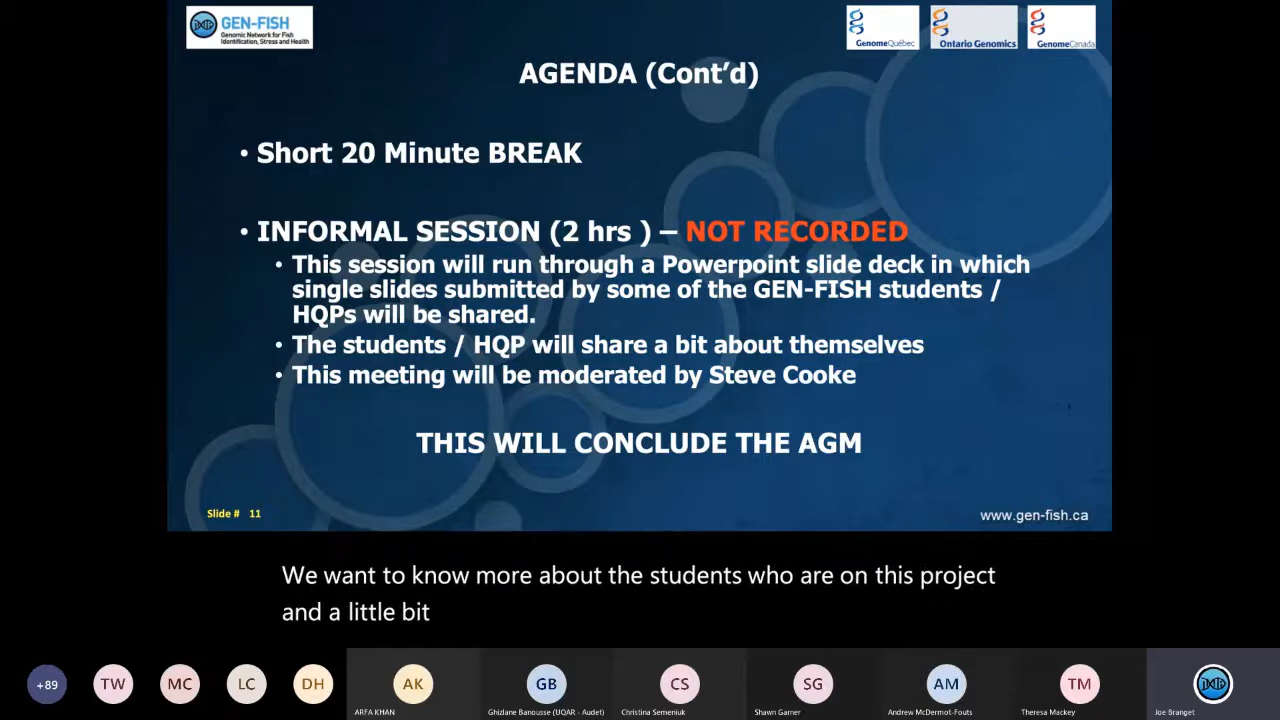 GEN-FISH
Genomic Network for Fish
Identification, Stress and Health
GenomeQuébec
Ontario Genomics
GenomeCanada
AGENDA (Cont’d)
• Short 20 Minute BREAK
• INFORMAL SESSION (2 hrs ) – NOT RECORDED
• This session will run through a Powerpoint slide deck in which
single slides submitted by some of the GEN-FISH students /
HQPs will be shared.
• The students / HQP will share a bit about themselves
• This meeting will be moderated by Steve Cooke
THIS WILL CONCLUDE THE AGM
Slide # 11
www.gen-fish.ca
We want to know more about the students who are on this project
and a little bit
+89
TW
MC
LC
DH
AK
GB
CS
SG
AM
TM
ARFA KHAN
Ghizlane Banousse (UQAR - Audet)
Christina Semeniuk
Shawn Garner
Andrew McDermot-Fouts
Theresa Mackey
Joe Branget